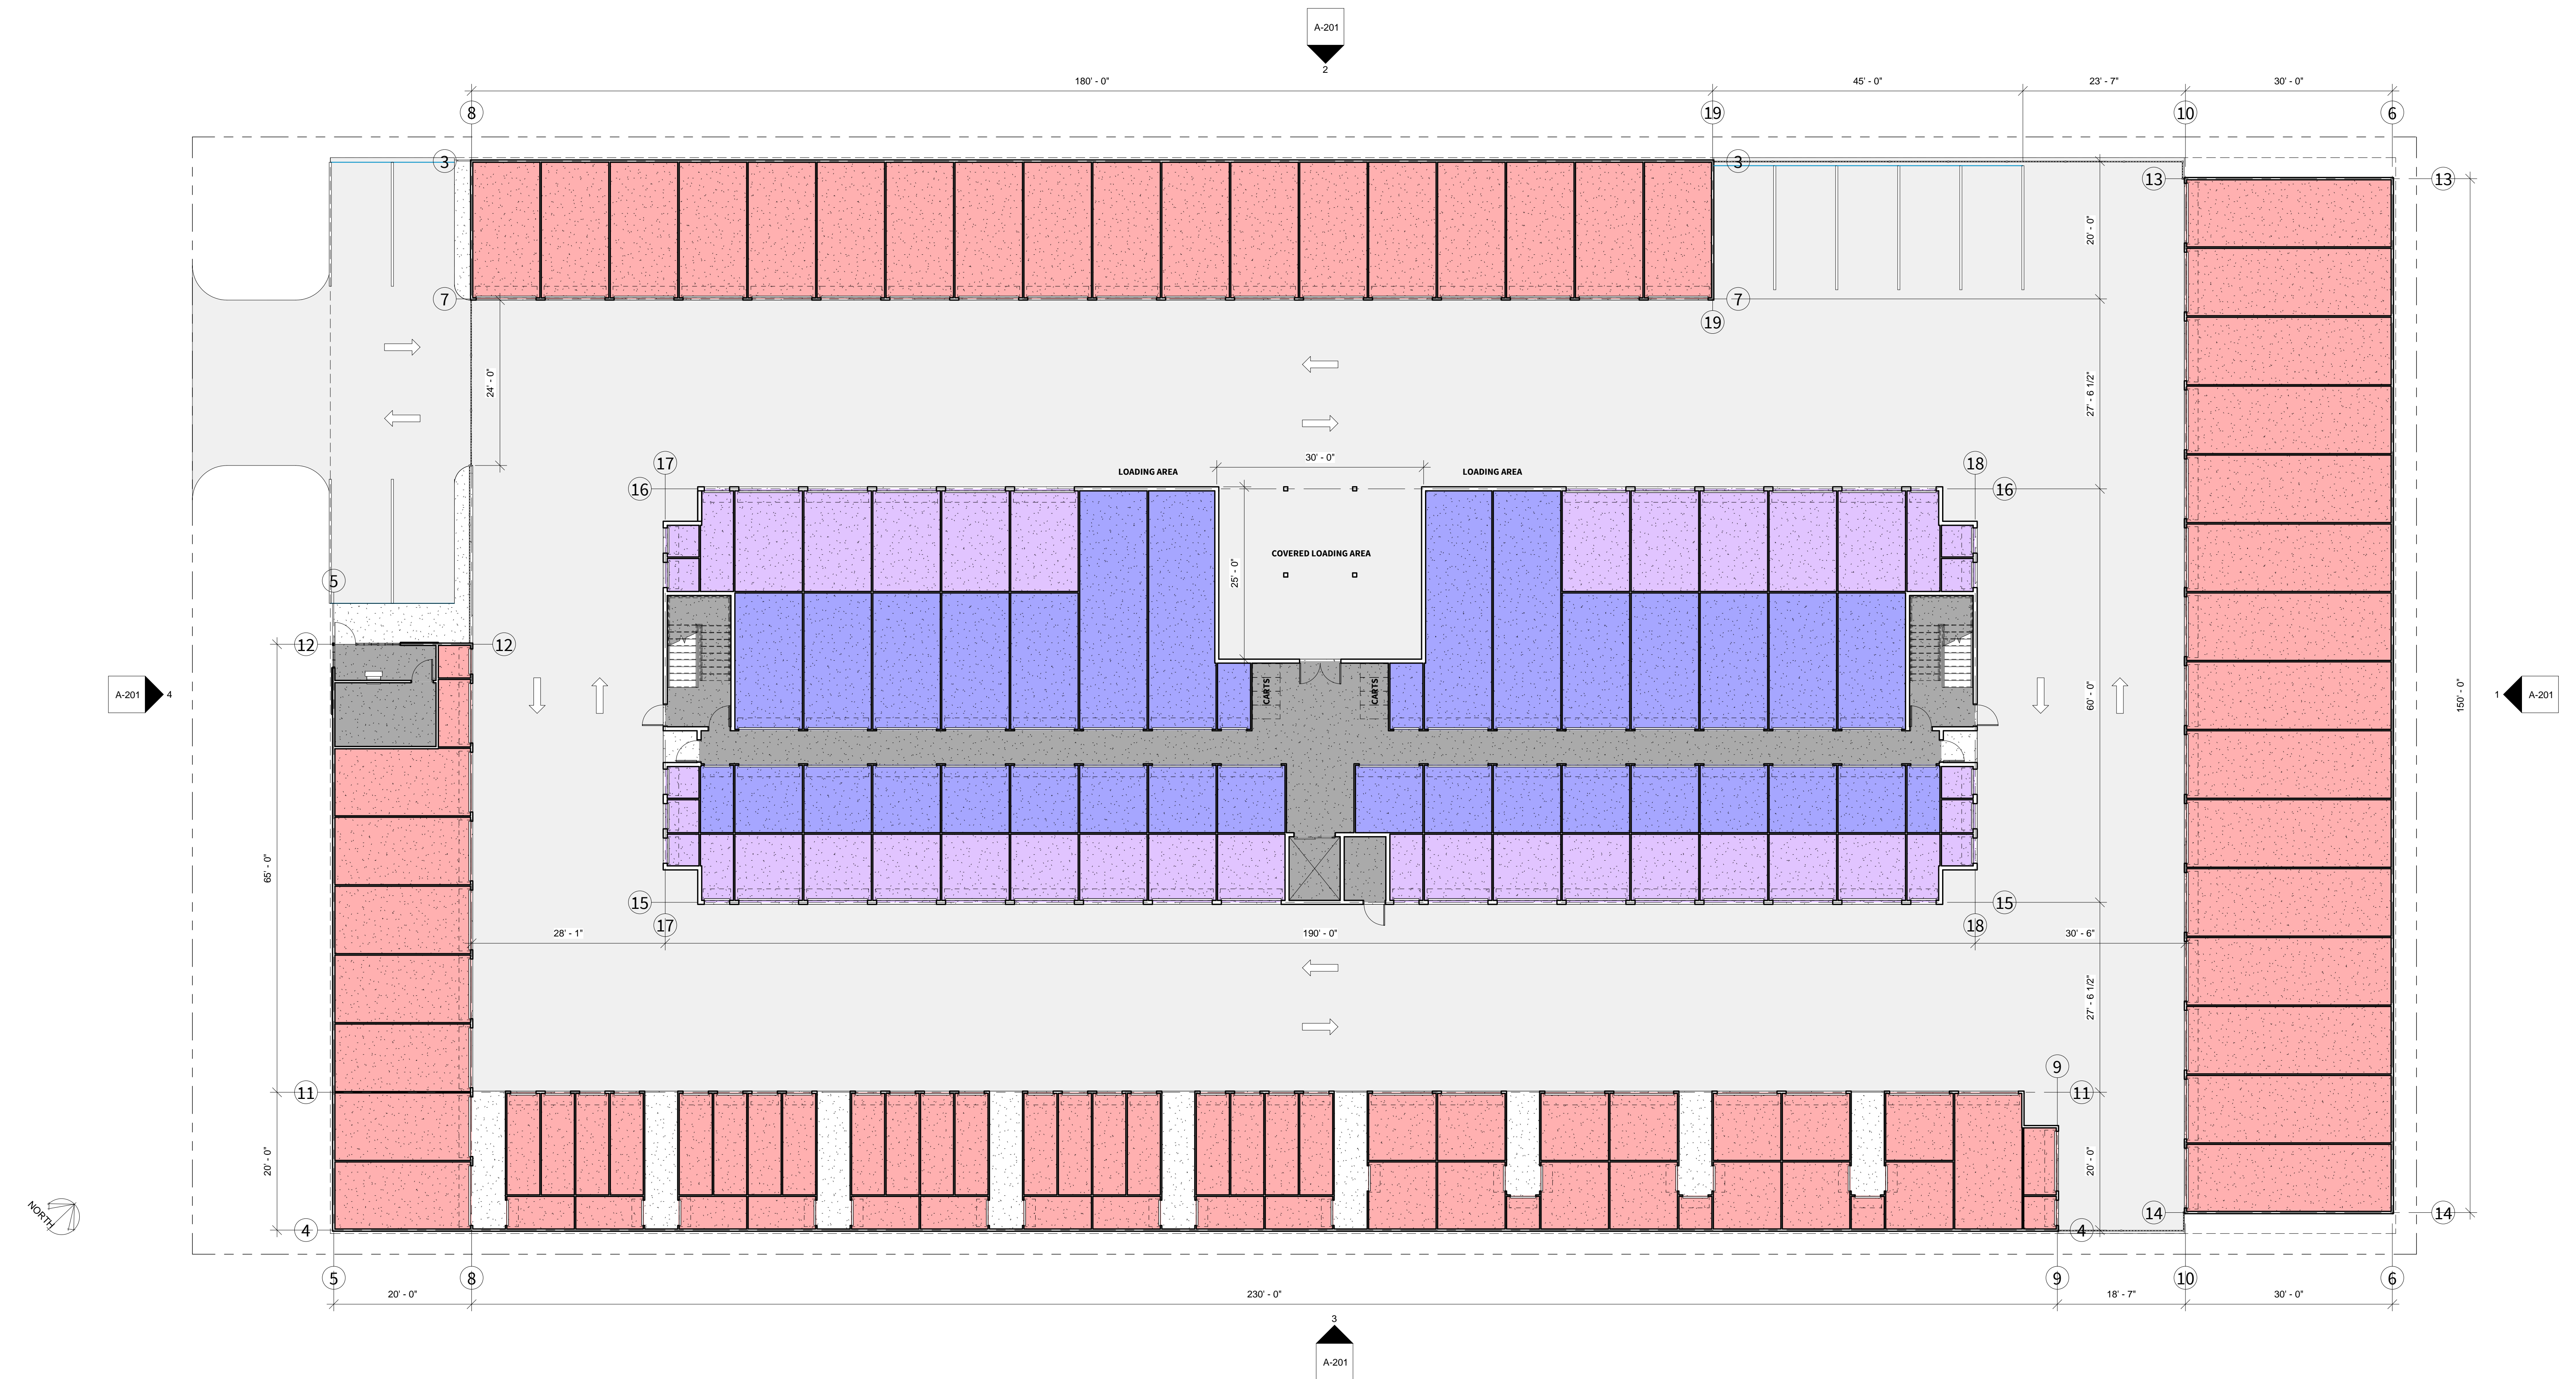 A-201
2
180' - 0"
45' - 0"
23' - 7"
30' - 0"
8
19
10
6
3
3
13
13
20' - 0"
7
7
19
24' - 0"
27' - 6 1/2"
17
LOADING AREA
30' - 0"
LOADING AREA
18
16
16
COVERED LOADING AREA
25' - 0"
5
12
12
A-201
4
CARTS
CARTS
60' - 0"
1
A-201
150' - 0"
65' - 0"
15
15
17
18
28' - 1"
190' - 0"
30' - 6"
27' - 6 1/2"
9
11
11
20' - 0"
20' - 0"
NORTH
14
14
4
4
5
8
9
10
6
20' - 0"
230' - 0"
18' - 7"
30' - 0"
3
A-201